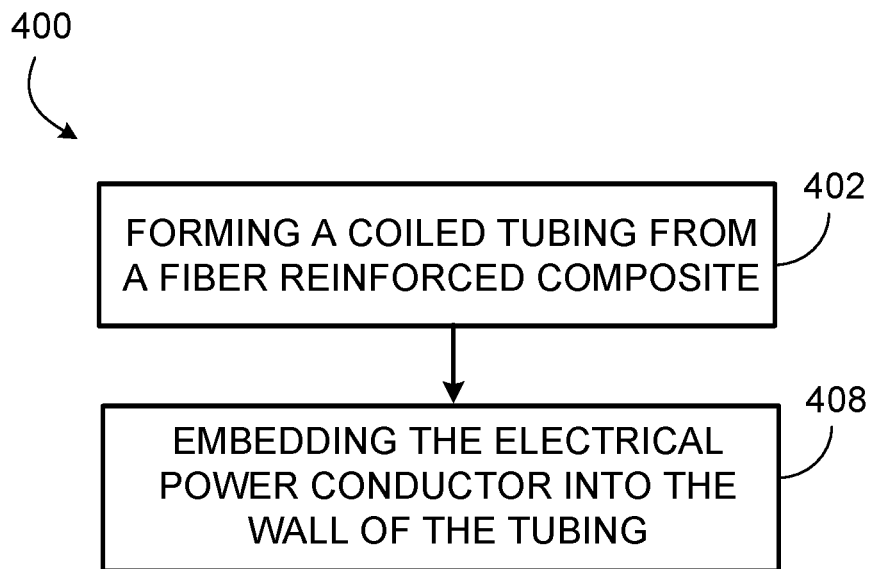 400
402
FORMING A COILED TUBING FROM
A FIBER REINFORCED COMPOSITE
408
EMBEDDING THE ELECTRICAL
POWER CONDUCTOR INTO THE
WALL OF THE TUBING